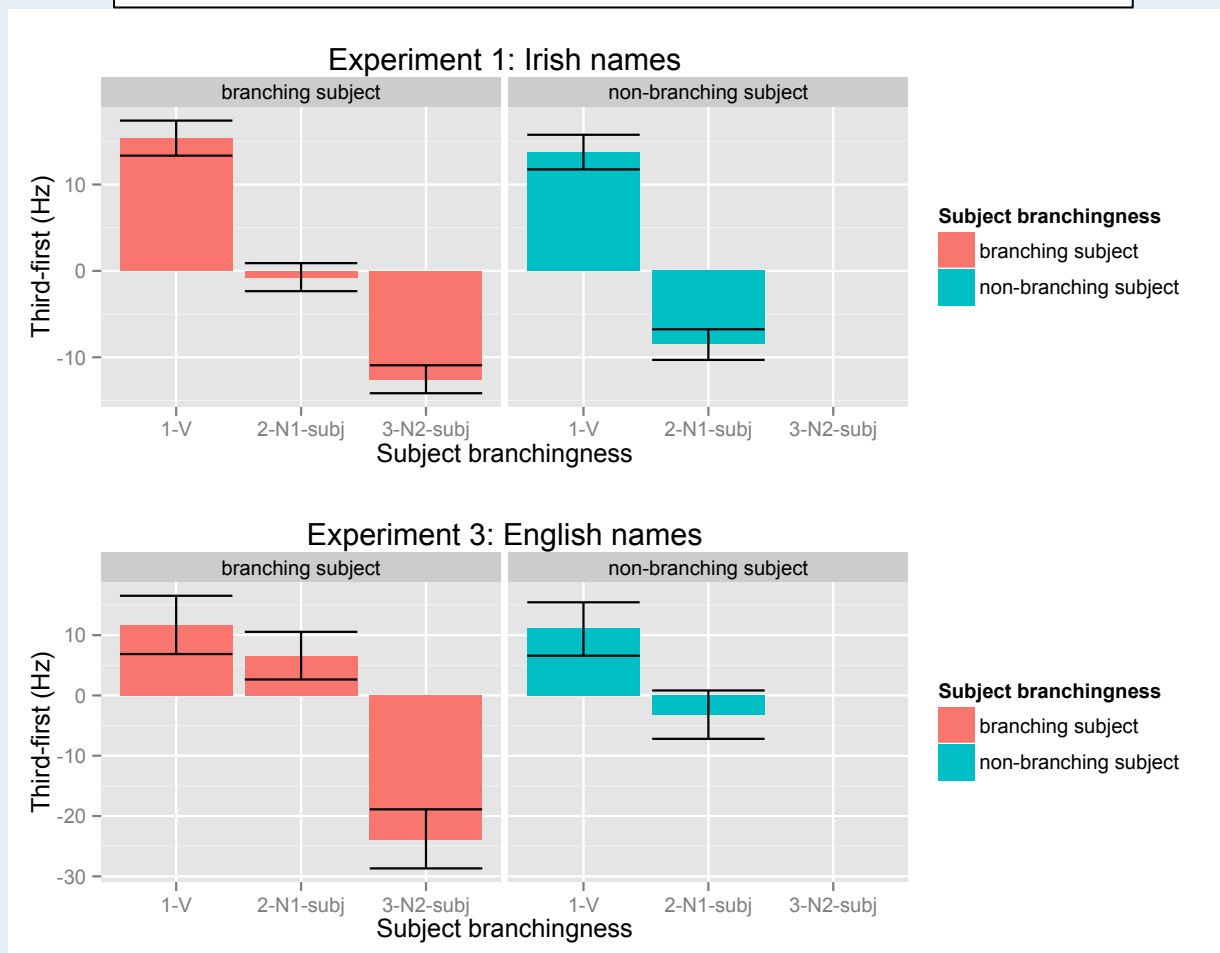 Experiment 1: Irish names
branching subject
non-branching subject
Third-first (Hz)
10
0
-10
1-V
2-N1-subj
3-N2-subj
1-V
2-N1-subj
3-N2-subj
Subject branchingness
Subject branchingness
branching subject
non-branching subject
Experiment 3: English names
branching subject
non-branching subject
Third-first (Hz)
10
0
-10
-20
-30
1-V
2-N1-subj
3-N2-subj
1-V
2-N1-subj
3-N2-subj
Subject branchingness
Subject branchingness
branching subject
non-branching subject